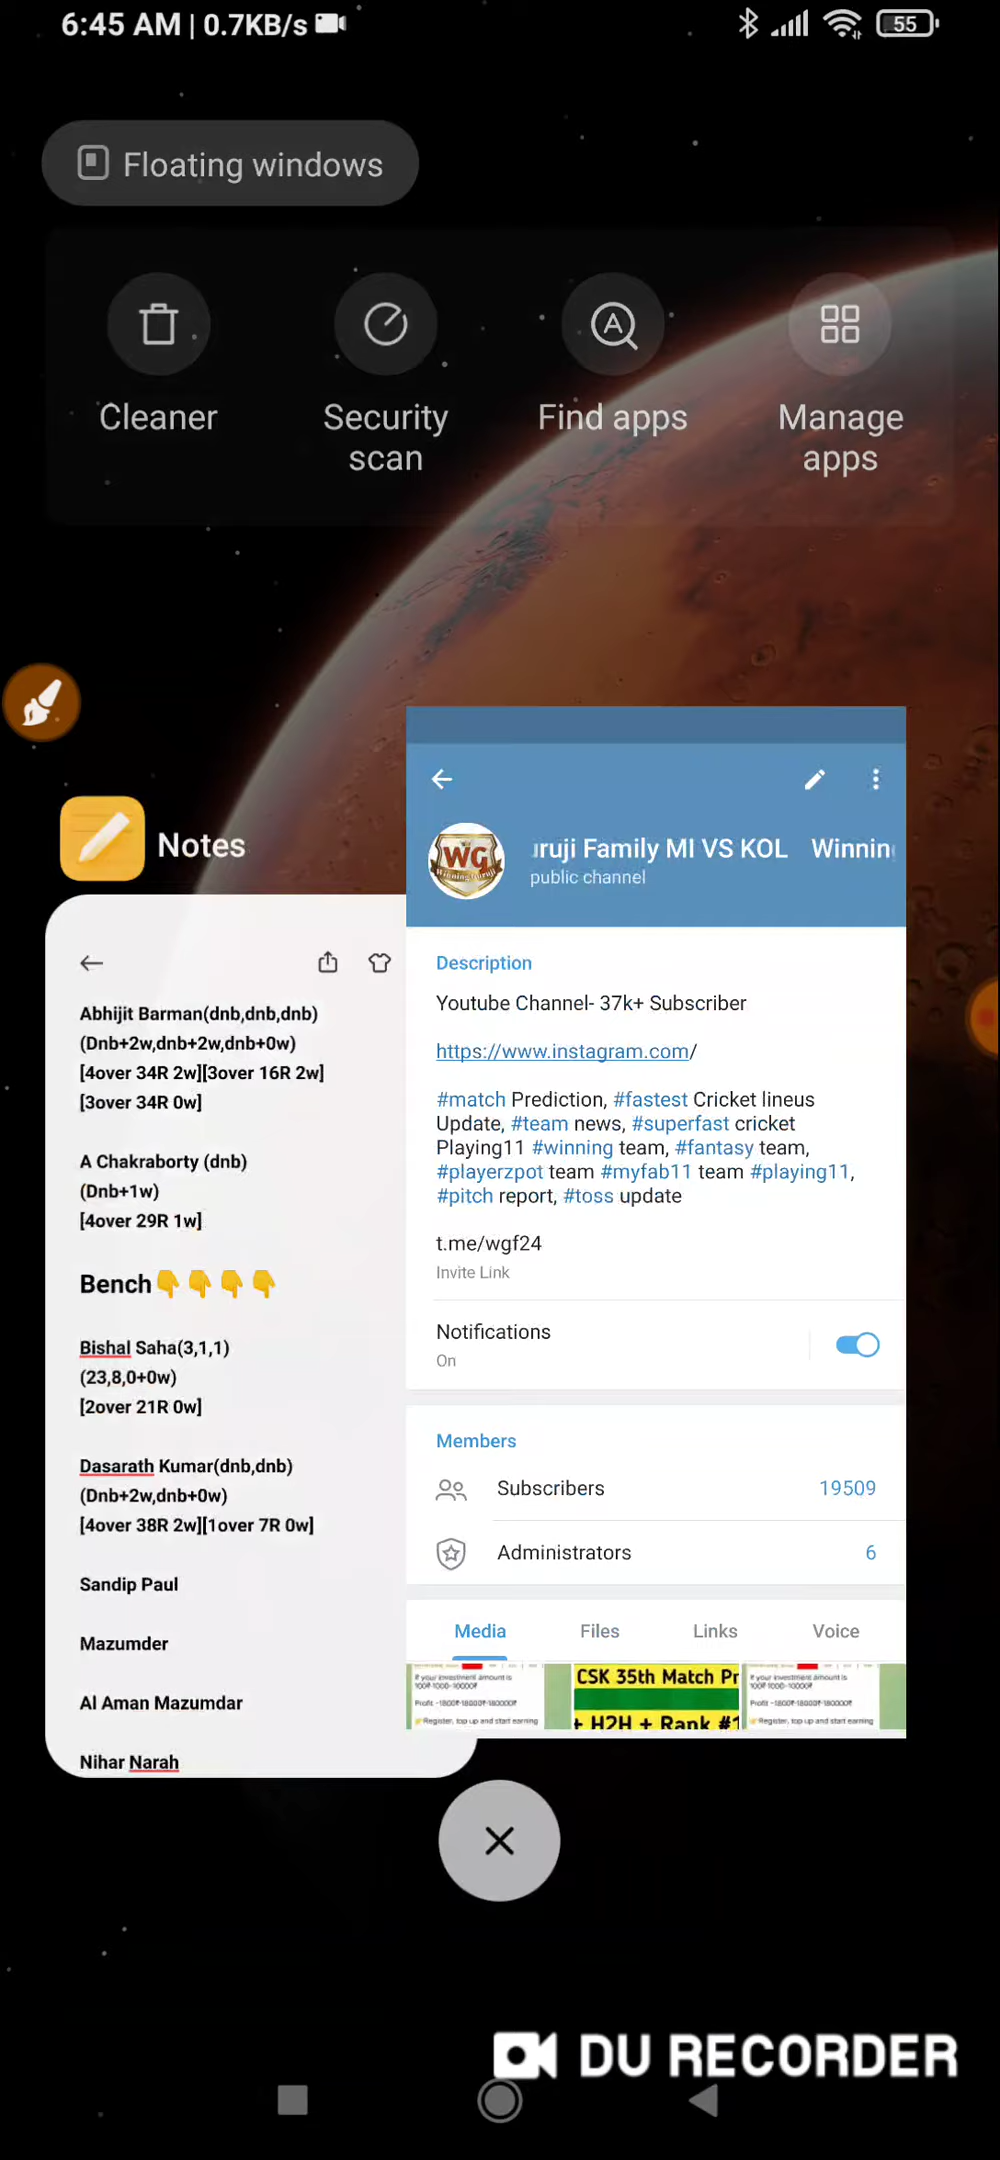 6:45 AM | 0.7KB/s
55
Floating windows
Cleaner
Security
scan
Find apps
Manage
apps
Notes
Abhijit Barman(dnb,dnb,dnb)
(Dnb+2w,dnb+2w,dnb+0w)
[4over 34R 2w][3over 16R 2w]
[3over 34R 0w]
A Chakraborty (dnb)
(Dnb+1w)
[4over 29R 1w]
Bench👇👇👇👇
Bishal Saha(3,1,1)
(23,8,0+0w)
[2over 21R 0w]
Dasarath Kumar(dnb,dnb)
(Dnb+2w,dnb+0w)
[4over 38R 2w][1over 7R 0w]
Sandip Paul
Mazumder
Al Aman Mazumdar
Nihar Narah
WG
Winning Guruji
uruji Family MI VS KOL Winning
public channel
Description
Youtube Channel- 37k+ Subscriber
https://www.instagram.com/
#match Prediction, #fastest Cricket lineus
Update, #team news, #superfast cricket
Playing11 #winning team, #fantasy team,
#playerzpot team #myfab11 team #playing11,
#pitch report, #toss update
t.me/wgf24
Invite Link
Notifications
On
Members
Subscribers 19509
Administrators 6
Media Files Links Voice
If your investment amount is
100₹-1000-10000₹
Profit -1800₹-18000₹-180000₹
Register, top up and start earning
CSK 35th Match Pr
+ H2H + Rank #1
If your investment amount is
100₹-1000-10000₹
Profit -1800₹-18000₹-180000₹
Register, top up and start earning
DU RECORDER